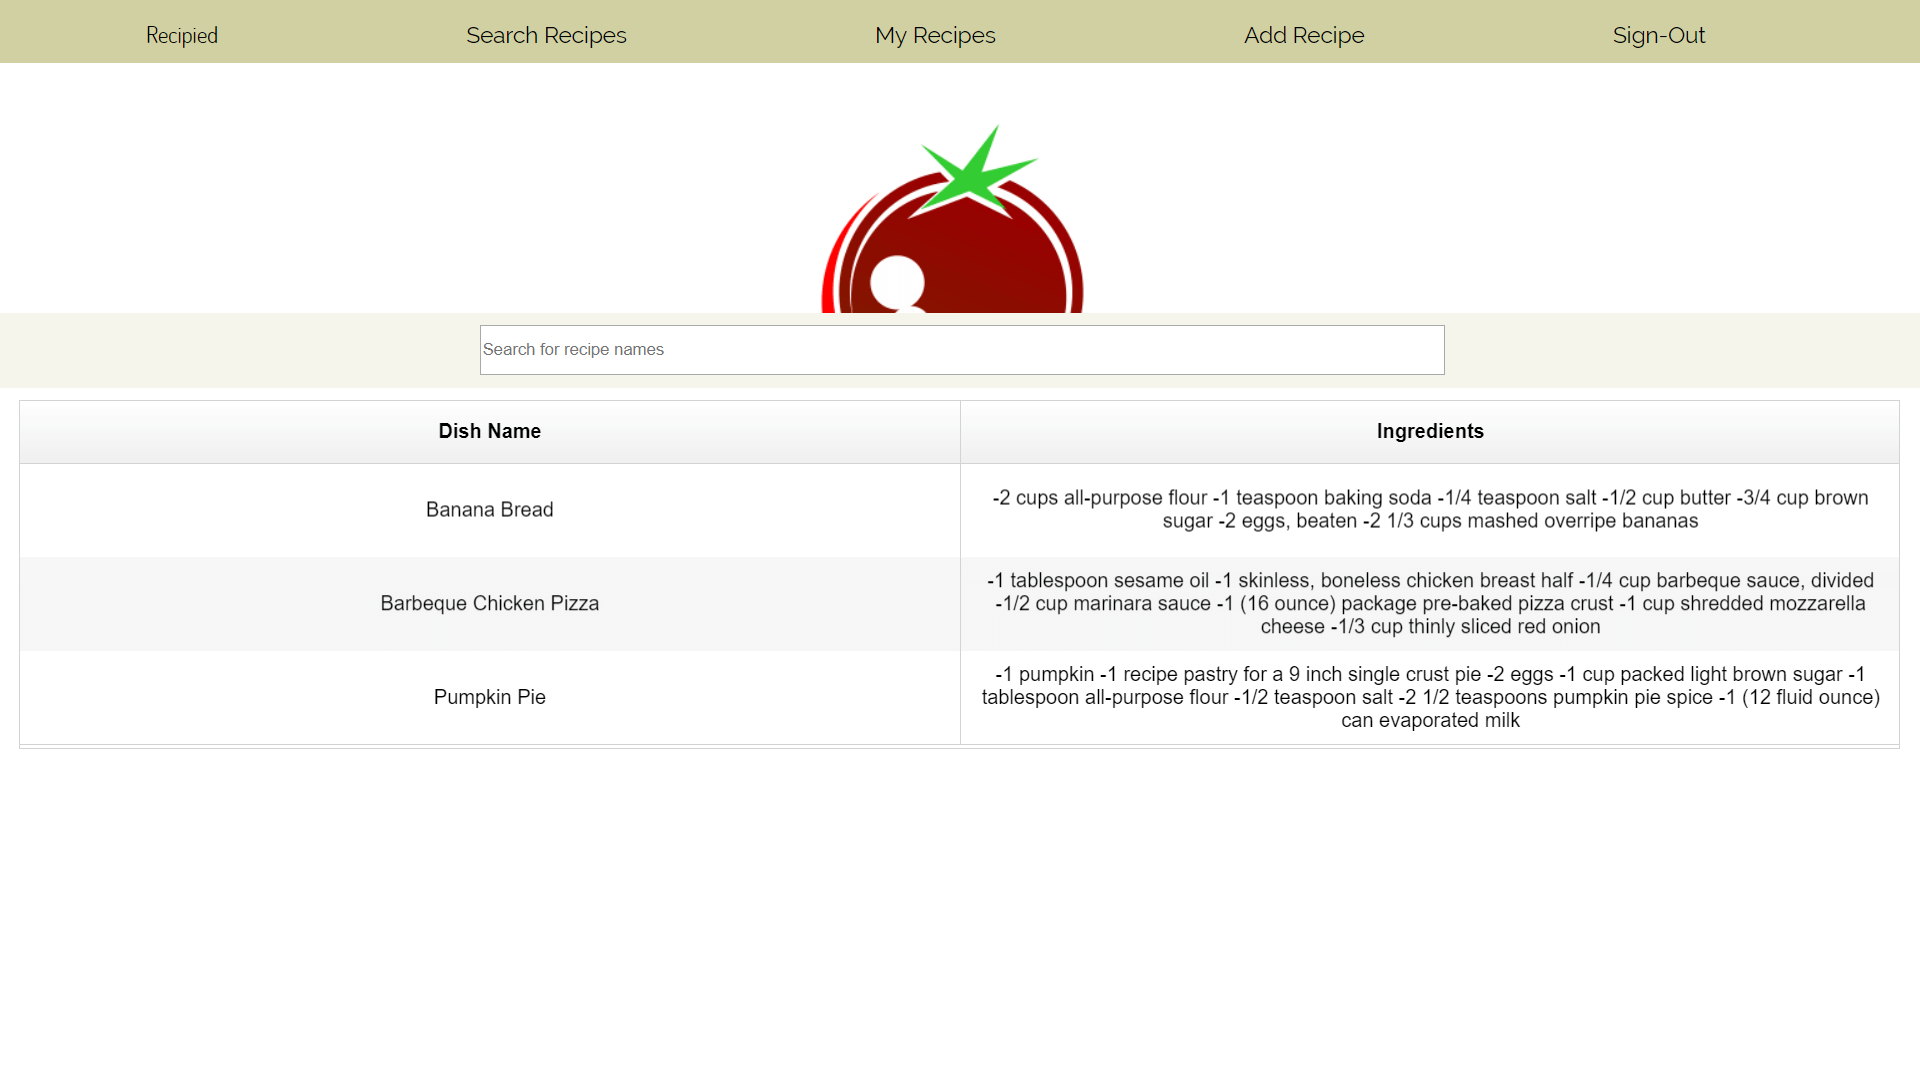 Recipied
Search Recipes
My Recipes
Add Recipe
Sign-Out
Search for recipe names
Dish Name
Ingredients
Banana Bread
-2 cups all-purpose flour -1 teaspoon baking soda -1/4 teaspoon salt -1/2 cup butter -3/4 cup brown
sugar -2 eggs, beaten -2 1/3 cups mashed overripe bananas
Barbeque Chicken Pizza
-1 tablespoon sesame oil -1 skinless, boneless chicken breast half -1/4 cup barbeque sauce, divided
-1/2 cup marinara sauce -1 (16 ounce) package pre-baked pizza crust -1 cup shredded mozzarella
cheese -1/3 cup thinly sliced red onion
Pumpkin Pie
-1 pumpkin -1 recipe pastry for a 9 inch single crust pie -2 eggs -1 cup packed light brown sugar -1
tablespoon all-purpose flour -1/2 teaspoon salt -2 1/2 teaspoons pumpkin pie spice -1 (12 fluid ounce)
can evaporated milk